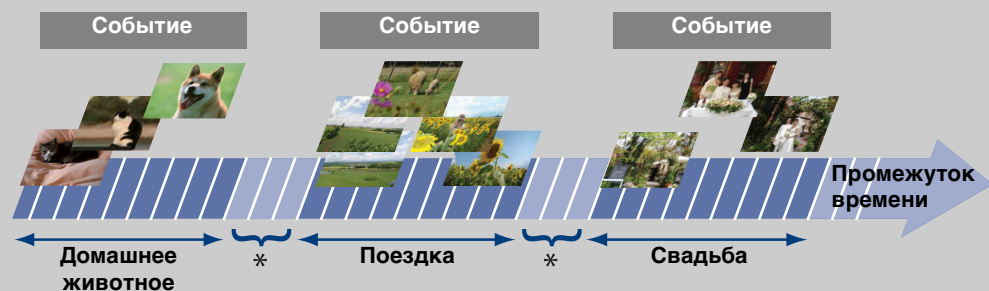 Событие
Событие
Событие
Промежуток
времени
Домашнее
животное
*
Поездка
*
Свадьба